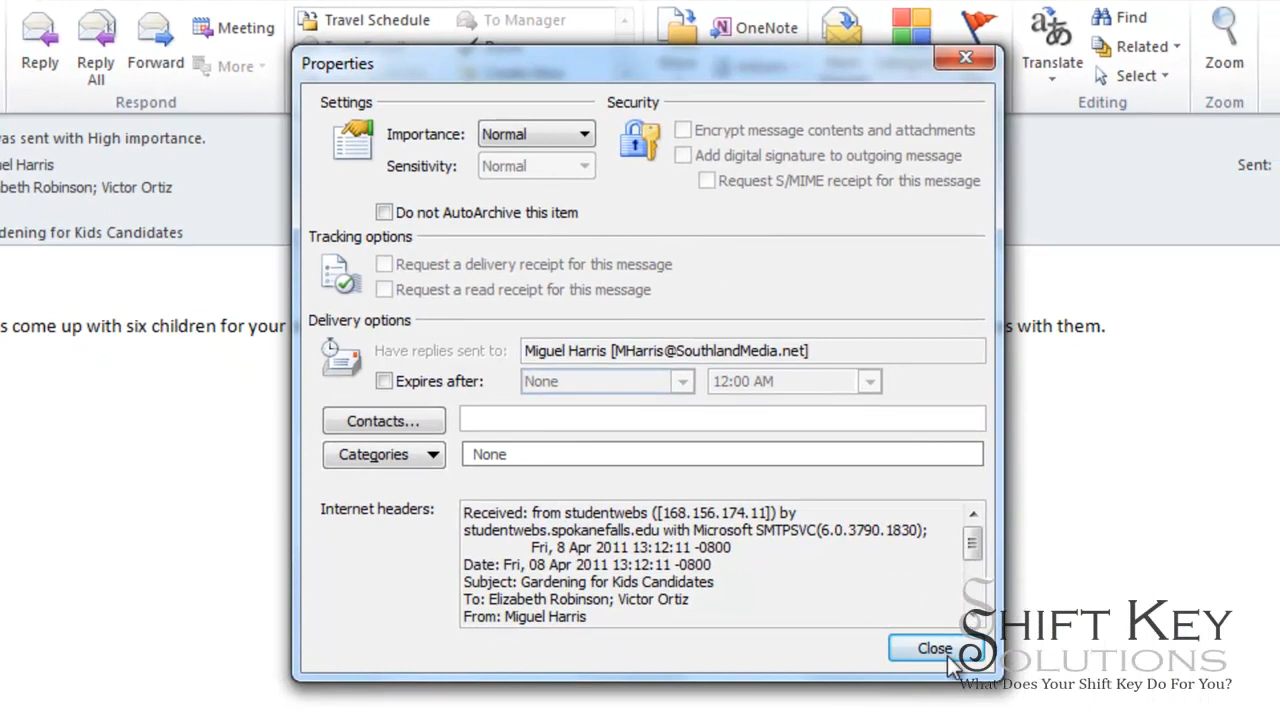 Travel Schedule
To Manager
Reply
Reply All
Forward
Meeting
More
Respond
OneNote
Translate
Find
Related
Select
Editing
Zoom
Zoom
was sent with High importance.
el Harris
abeth Robinson; Victor Ortiz
dening for Kids Candidates
Sent:
s come up with six children for your
s with them.
Properties
Settings
Importance: Normal
Sensitivity: Normal
Do not AutoArchive this item
Security
Encrypt message contents and attachments
Add digital signature to outgoing message
Request S/MIME receipt for this message
Tracking options
Request a delivery receipt for this message
Request a read receipt for this message
Delivery options
Have replies sent to: Miguel Harris [MHarris@SouthlandMedia.net]
Expires after: None 12:00 AM
Contacts...
Categories None
Internet headers:
Received: from studentwebs ([168.156.174.11]) by
studentwebs.spokanefalls.edu with Microsoft SMTPSVC(6.0.3790.1830);
Fri, 8 Apr 2011 13:12:11 -0800
Date: Fri, 08 Apr 2011 13:12:11 -0800
Subject: Gardening for Kids Candidates
To: Elizabeth Robinson; Victor Ortiz
From: Miguel Harris
Close
Shift Key
Solutions
What Does Your Shift Key Do For You?